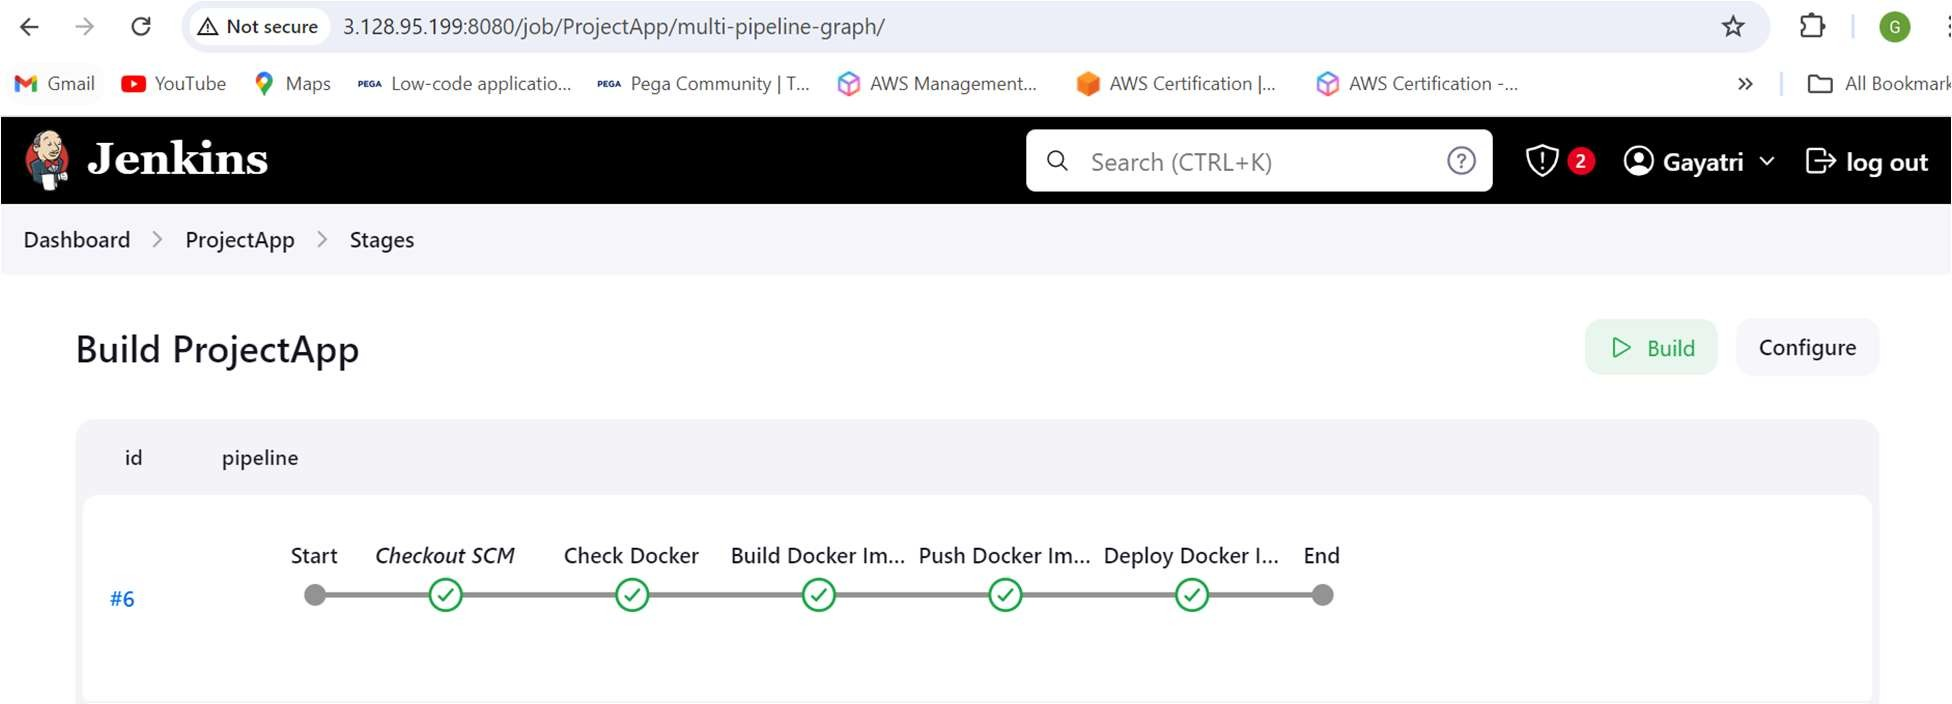 Not secure 3.128.95.199:8080/job/ProjectApp/multi-pipeline-graph/ G
Gmail YouTube Maps PEGA Low-code applicatio... PEGA Pega Community | T... AWS Management... AWS Certification |... AWS Certification -... » All Bookmark
Jenkins Search (CTRL+K) ? 2 Gayatri log out
Dashboard ProjectApp Stages
Build ProjectApp Build Configure
id pipeline
Start Checkout SCM Check Docker Build Docker Im... Push Docker Im... Deploy Docker I... End
#6